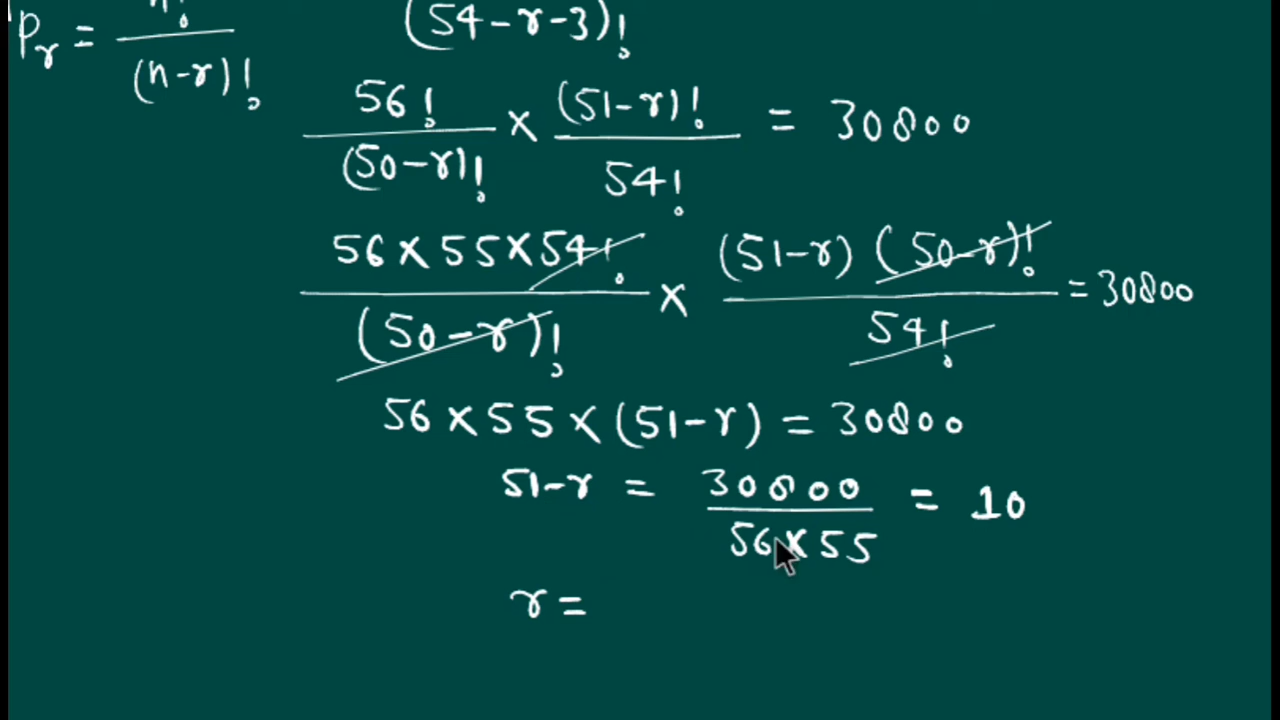 Pr = n! / (n-r)!
(54-r-3)!
56! / (50-r)! × (51-r)! / 54! = 30800
56×55×54! / (50-r)! × (51-r)(50-r)! / 54! = 30800
56×55×(51-r) = 30800
51-r = 30800 / 56×55 = 10
r =